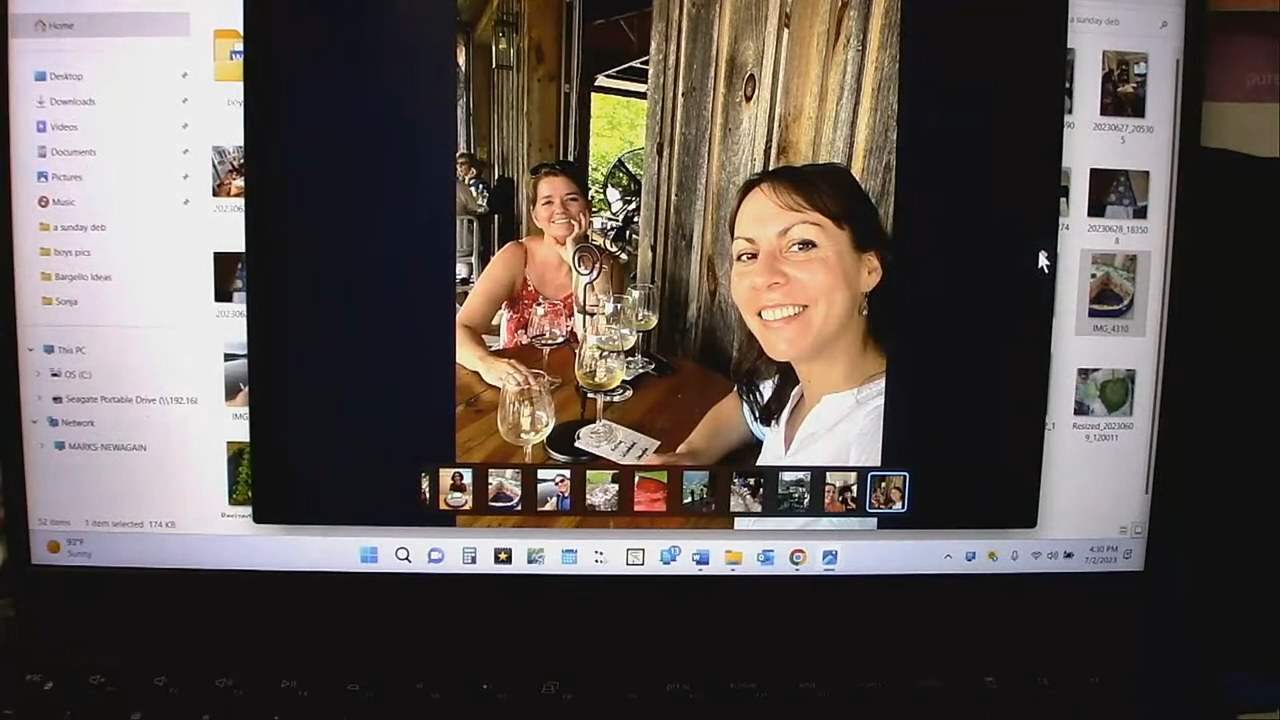 Home
a sunday deb
Desktop
Downloads
Videos
Documents
Pictures
Music
a sunday deb
boys pics
Bargello Ideas
Sonja
This PC
OS (C:)
Seagate Portable Drive (\\192.168
Network
MARKS-NEWAGAIN
20230627_20530
5
20230628_18350
8
IMG_4310
Resized_2023060
9_120011
52 items 1 item selected 174 KB
93°F
Sunny
4:30 PM
7/2/2023